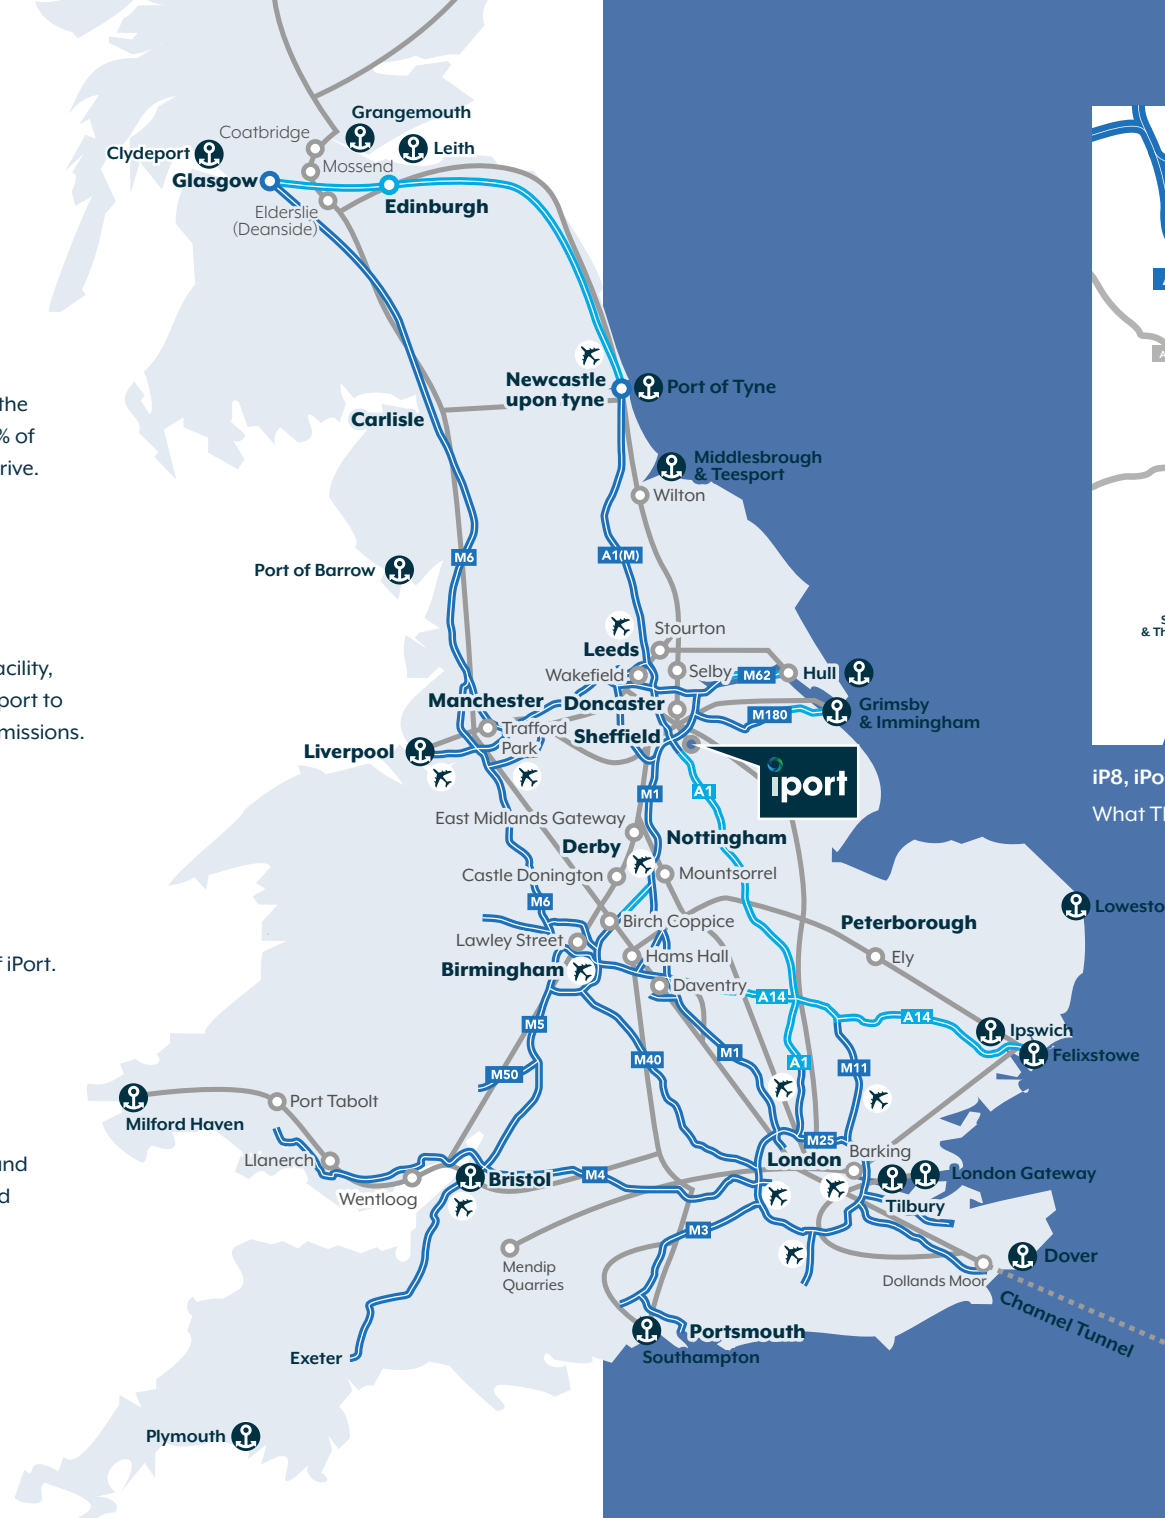 Grangemouth
Coatbridge
Clydeport
Leith
Mossend
Glasgow
Edinburgh
Elderslie
(Deanside)
Newcastle
upon tyne
Port of Tyne
the
% of
rive.
Carlisle
Middlesbrough
& Teesport
Wilton
M6
A1(M)
Port of Barrow
Stourton
Leeds
acility,
port to
missions.
Wakefield
Selby
M62
Hull
Manchester
Doncaster
Grimsby
& Immingham
M180
Trafford
Park
Sheffield
Liverpool
iport
M1
A1
iP8, iPo
What Th
East Midlands Gateway
Nottingham
Derby
Castle Donington
Mountsorrel
M6
Lowesto
Birch Coppice
Peterborough
Lawley Street
Hams Hall
Ely
f iPort.
Birmingham
Daventry
A14
A14
M5
Ipswich
M40
M1
A1
M11
Felixstowe
M50
Port Tabolt
Milford Haven
M25
Barking
London
Llanerch
Wentloog
Bristol
M4
London Gateway
Tilbury
and
d
M3
Mendip
Quarries
Dover
Dollands Moor
Channel Tunnel
Portsmouth
Southampton
Exeter
Plymouth
& Th